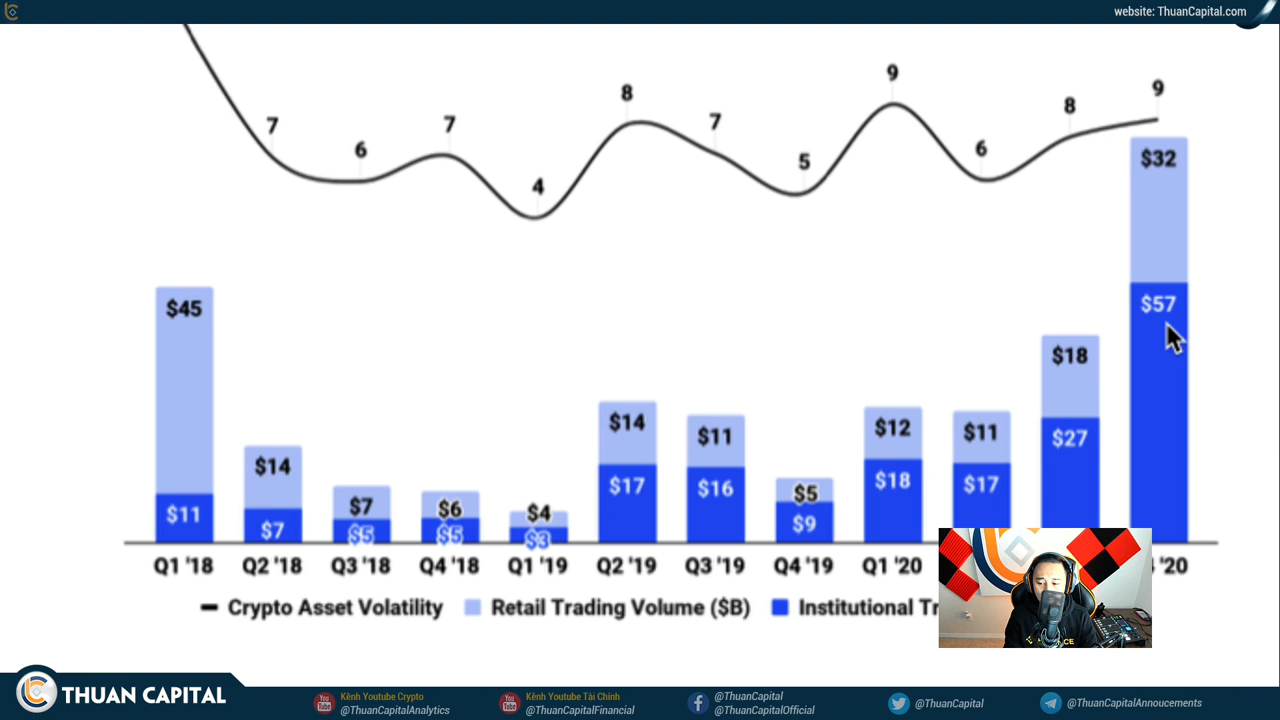 website: ThuanCapital.com
9
8
9
8
7
7
7
6
6
5
4
$32
$45
$57
$18
$14
$14
$11
$12
$11
$27
$7
$6
$5
$4
$11
$7
$5
$5
$3
$17
$16
$9
$18
$17
Q1 '18
Q2 '18
Q3 '18
Q4 '18
Q1 '19
Q2 '19
Q3 '19
Q4 '19
Q1 '20
'20
Crypto Asset Volatility
Retail Trading Volume ($B)
Institutional Tr
THUAN CAPITAL
Kênh Youtube Crypto
@ThuanCapitalAnalytics
Kênh Youtube Tài Chính
@ThuanCapitalFinancial
@ThuanCapital
@ThuanCapitalOfficial
@ThuanCapital
@ThuanCapitalAnnoucements